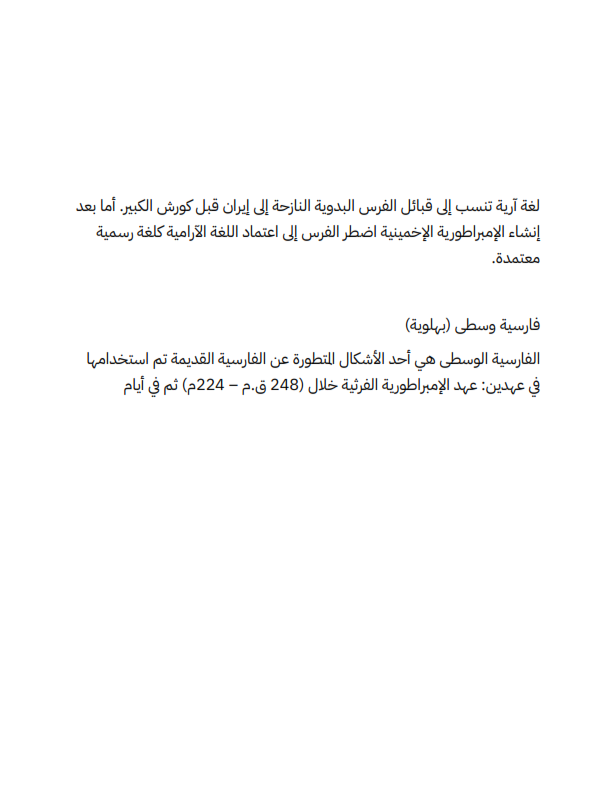 لغة آرية تنسب إلى قبائل الفرس البدوية النازحة إلى إيران قبل كورش الكبير. أما بعد
إنشاء الإمبراطورية الإخمينية اضطر الفرس إلى اعتماد اللغة الآرامية كلغة رسمية
معتمدة.
فارسية وسطى (بهلوية)
الفارسية الوسطى هي أحد الأشكال المتطورة عن الفارسية القديمة تم استخدامها
في عهدين: عهد الإمبراطورية الفرثية خلال (248 ق.م – 224م) ثم في أيام